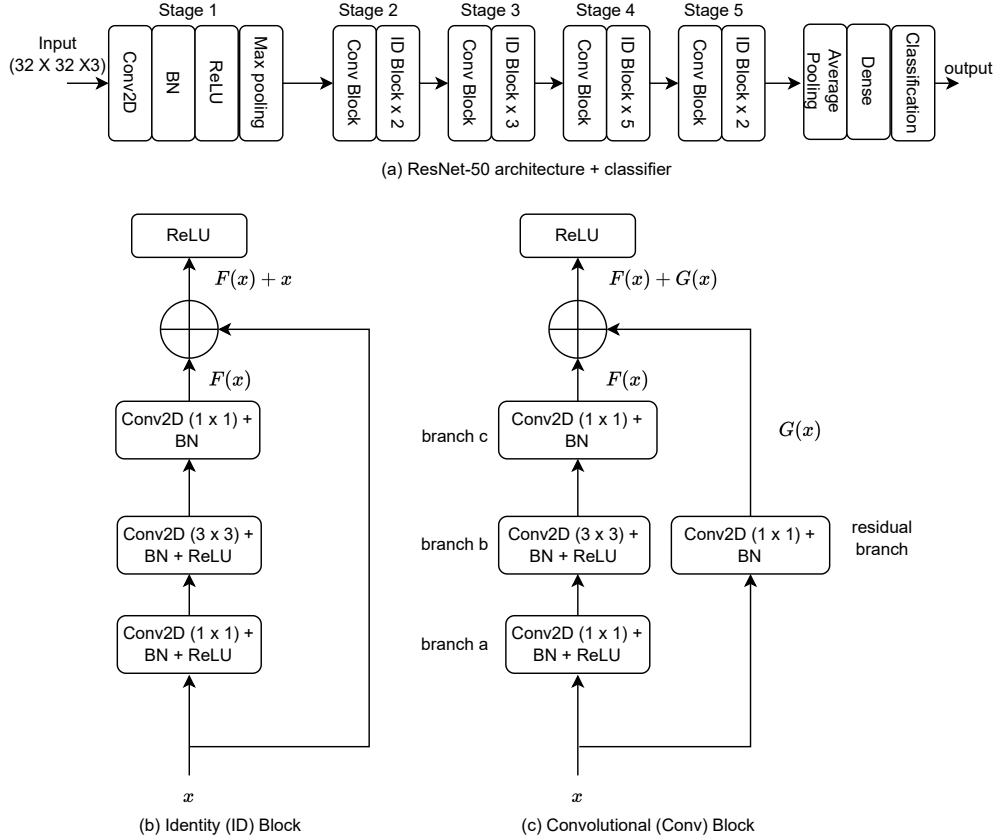 Stage 1
Stage 2
Stage 3
Stage 4
Stage 5
Input
(32 X 32 X3)
Conv2D
BN
ReLU
Max pooling
Conv Block
ID Block x 2
Conv Block
ID Block x 3
Conv Block
ID Block x 5
Conv Block
ID Block x 2
Average
Pooling
Dense
Classification
output
(a) ResNet-50 architecture + classifier
ReLU
F(x) + x
F(x)
Conv2D (1 x 1) +
BN
Conv2D (3 x 3) +
BN + ReLU
Conv2D (1 x 1) +
BN + ReLU
x
(b) Identity (ID) Block
ReLU
F(x) + G(x)
F(x)
branch c
Conv2D (1 x 1) +
BN
G(x)
branch b
Conv2D (3 x 3) +
BN + ReLU
Conv2D (1 x 1) +
BN
residual
branch
branch a
Conv2D (1 x 1) +
BN + ReLU
x
(c) Convolutional (Conv) Block